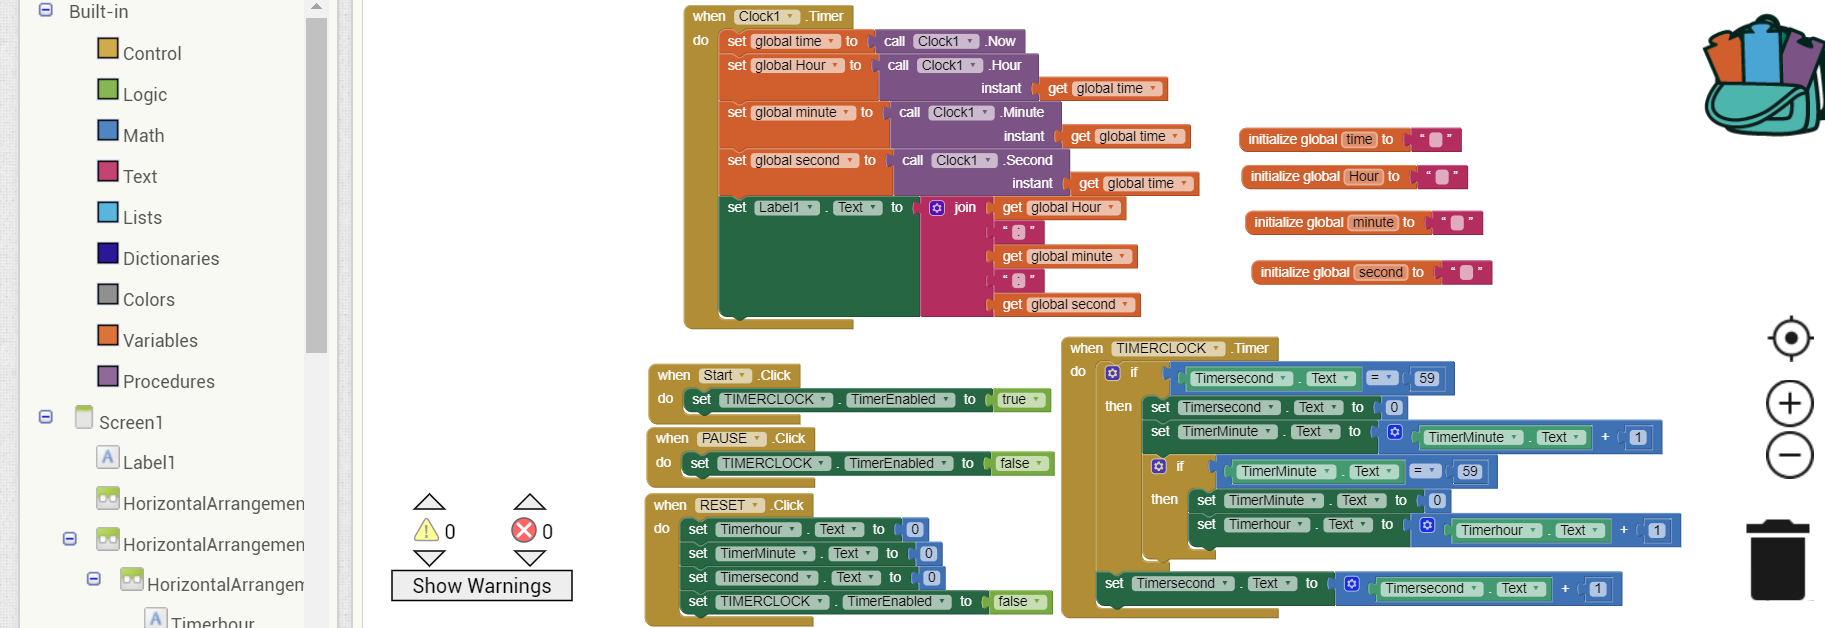 Built-in
Control
Logic
Math
Text
Lists
Dictionaries
Colors
Variables
Procedures
Screen1
Label1
HorizontalArrangemen
HorizontalArrangemen
HorizontalArrangem
Timerhour
when Clock1 .Timer
do set global time to call Clock1 .Now
set global Hour to call Clock1 .Hour
instant get global time
set global minute to call Clock1 .Minute
instant get global time
set global second to call Clock1 .Second
instant get global time
set Label1 . Text to join get global Hour
" : "
get global minute
" : "
get global second
initialize global time to " "
initialize global Hour to " "
initialize global minute to " "
initialize global second to " "
when Start .Click
do set TIMERCLOCK . TimerEnabled to true
when PAUSE .Click
do set TIMERCLOCK . TimerEnabled to false
when RESET .Click
do set Timerhour . Text to 0
set TimerMinute . Text to 0
set Timersecond . Text to 0
set TIMERCLOCK . TimerEnabled to false
when TIMERCLOCK .Timer
do if Timersecond . Text = 59
then set Timersecond . Text to 0
set TimerMinute . Text to TimerMinute . Text + 1
if TimerMinute . Text = 59
then set TimerMinute . Text to 0
set Timerhour . Text to Timerhour . Text + 1
set Timersecond . Text to Timersecond . Text + 1
0 0
Show Warnings